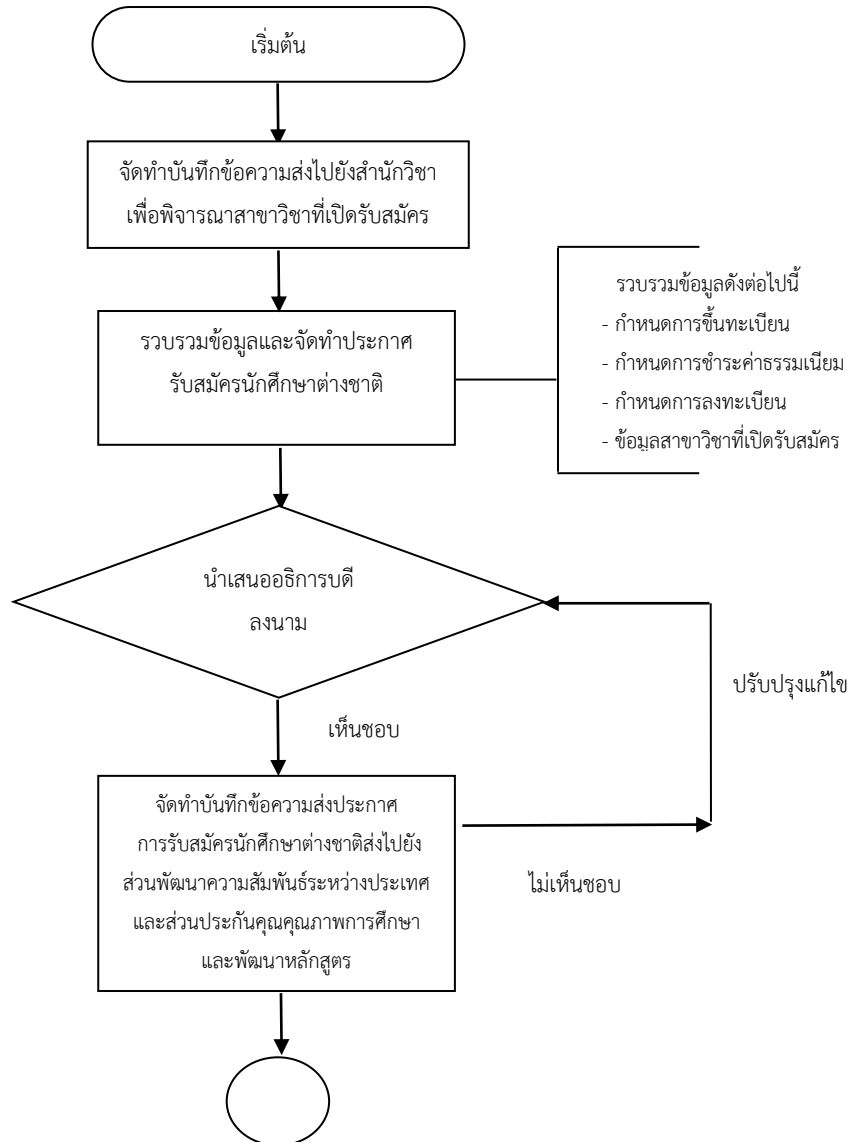 เริ่มต้น
จัดทำบันทึกข้อความส่งไปยังสำนักวิชา
เพื่อพิจารณาสาขาวิชาที่เปิดรับสมัคร
รวบรวมข้อมูลและจัดทำประกาศ
รับสมัครนักศึกษาต่างชาติ
รวบรวมข้อมูลดังต่อไปนี้
- กำหนดการขึ้นทะเบียน
- กำหนดการชำระค่าธรรมเนียม
- กำหนดการลงทะเบียน
- ข้อมูลสาขาวิชาที่เปิดรับสมัคร
นำเสนออธิการบดี
ลงนาม
ปรับปรุงแก้ไข
เห็นชอบ
จัดทำบันทึกข้อความส่งประกาศ
การรับสมัครนักศึกษาต่างชาติส่งไปยัง
ส่วนพัฒนาความสัมพันธ์ระหว่างประเทศ
และส่วนประกันคุณคุณภาพการศึกษา
และพัฒนาหลักสูตร
ไม่เห็นชอบ